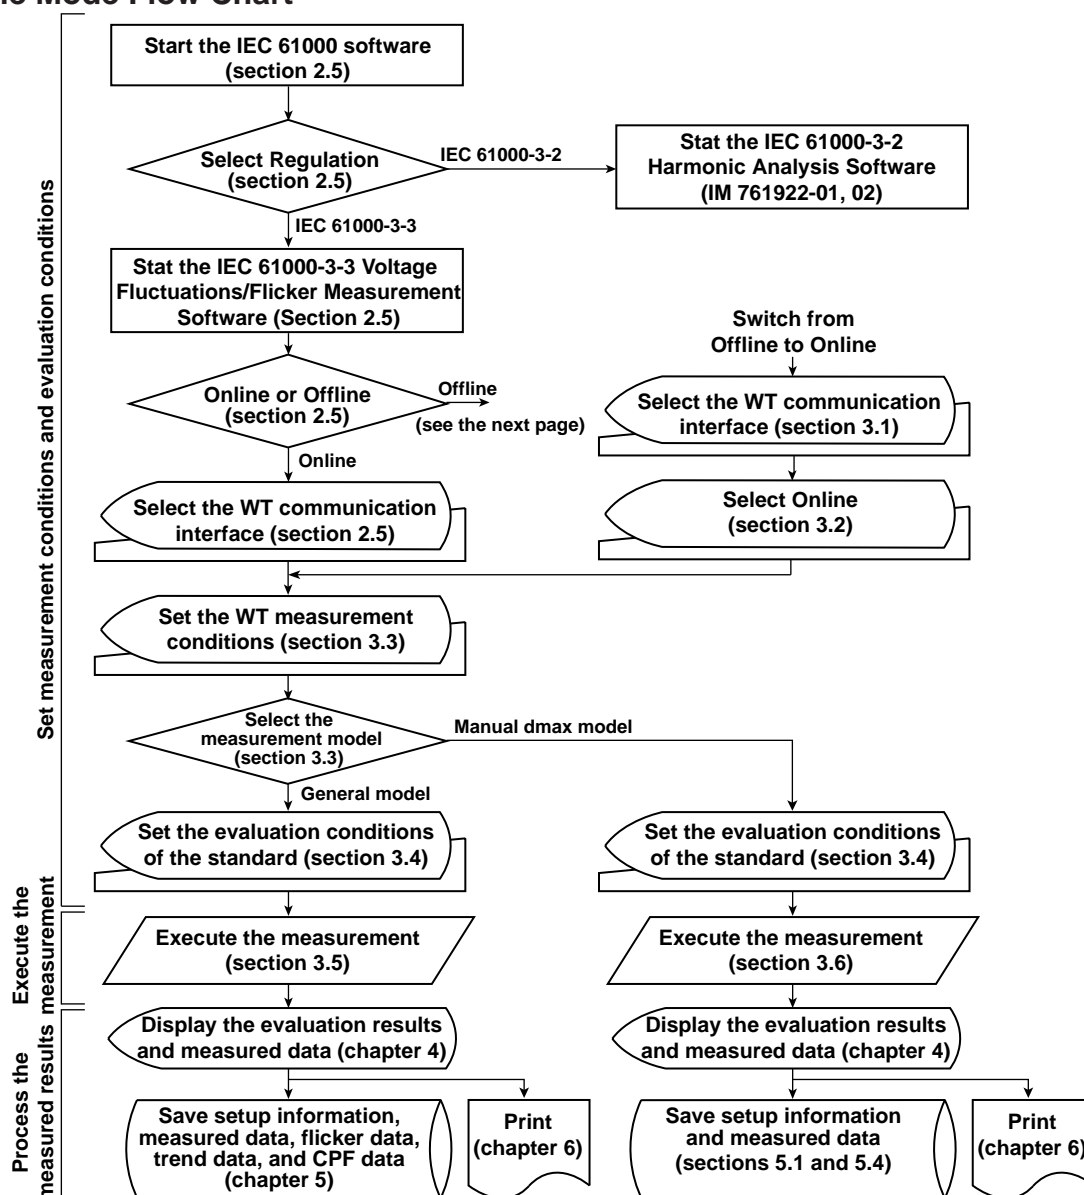 Mode Flow Chart
Start the IEC 61000 software
(section 2.5)
Select Regulation
(section 2.5)
IEC 61000-3-2
Stat the IEC 61000-3-2
Harmonic Analysis Software
(IM 761922-01, 02)
IEC 61000-3-3
Stat the IEC 61000-3-3 Voltage
Fluctuations/Flicker Measurement
Software (Section 2.5)
Online or Offline
(section 2.5)
Offline
(see the next page)
Online
Switch from
Offline to Online
Select the WT communication
interface (section 3.1)
Select Online
(section 3.2)
Select the WT communication
interface (section 2.5)
Set the WT measurement
conditions (section 3.3)
Select the
measurement model
(section 3.3)
Manual dmax model
General model
Set the evaluation conditions
of the standard (section 3.4)
Set the evaluation conditions
of the standard (section 3.4)
Execute the measurement
(section 3.5)
Execute the measurement
(section 3.6)
Display the evaluation results
and measured data (chapter 4)
Display the evaluation results
and measured data (chapter 4)
Save setup information,
measured data, flicker data,
trend data, and CPF data
(chapter 5)
Print
(chapter 6)
Save setup information
and measured data
(sections 5.1 and 5.4)
Print
(chapter 6)
Set measurement conditions and evaluation conditions
Execute the
measurement
Process the
measured results